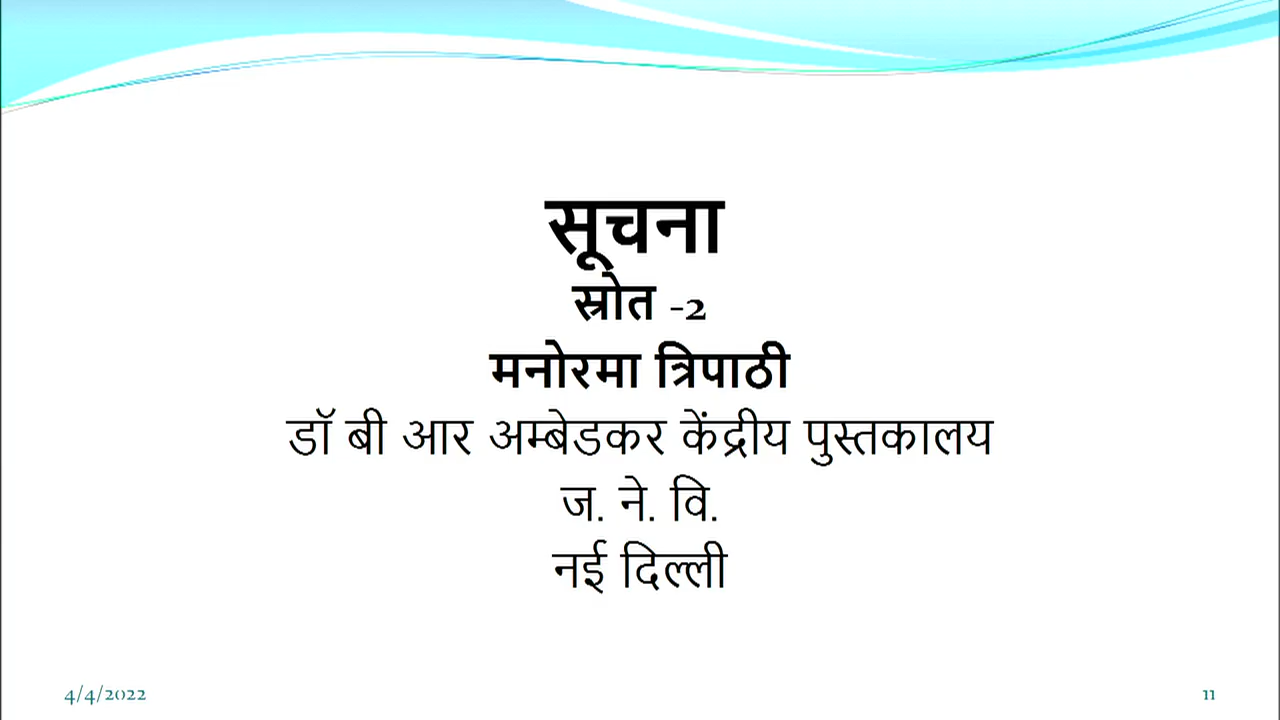 सूचना
स्रोत -2
मनोरमा त्रिपाठी
डॉ बी आर अम्बेडकर केंद्रीय पुस्तकालय
ज. ने. वि.
नई दिल्ली
4/4/2022
11